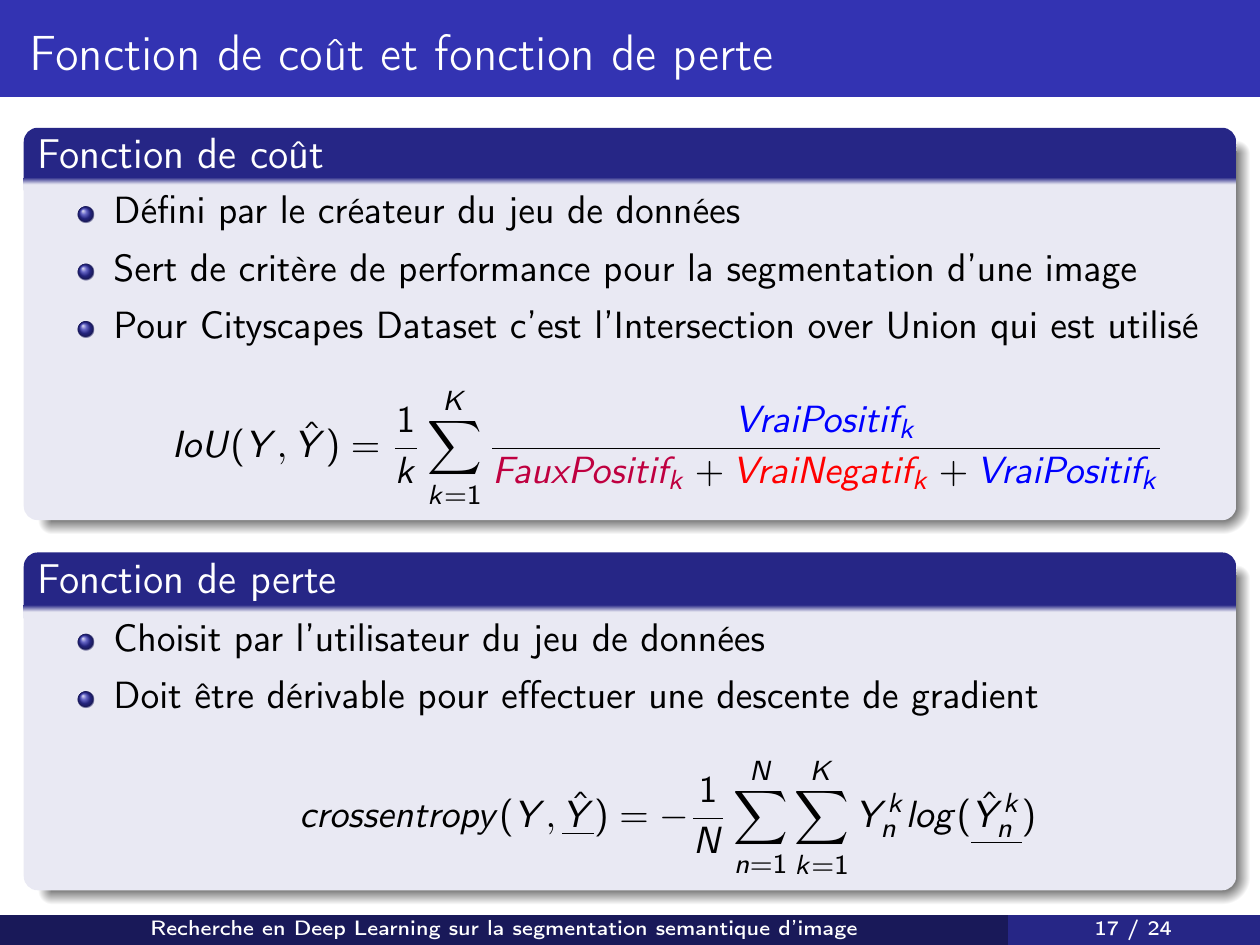 Fonction de coût et fonction de perte
Fonction de coût
Défini par le créateur du jeu de données
Sert de critère de performance pour la segmentation d'une image
Pour Cityscapes Dataset c'est l'Intersection over Union qui est utilisé
IoU(Y, Ŷ) = \frac{1}{k} \sum_{k=1}^{K} \frac{VraiPositif_k}{FauxPositif_k + VraiNegatif_k + VraiPositif_k}
Fonction de perte
Choisit par l'utilisateur du jeu de données
Doit être dérivable pour effectuer une descente de gradient
crossentropy(Y, \underline{Ŷ}) = -\frac{1}{N} \sum_{n=1}^{N} \sum_{k=1}^{K} Y_n^k log(\underline{Ŷ_n^k})
Recherche en Deep Learning sur la segmentation semantique d'image 17 / 24